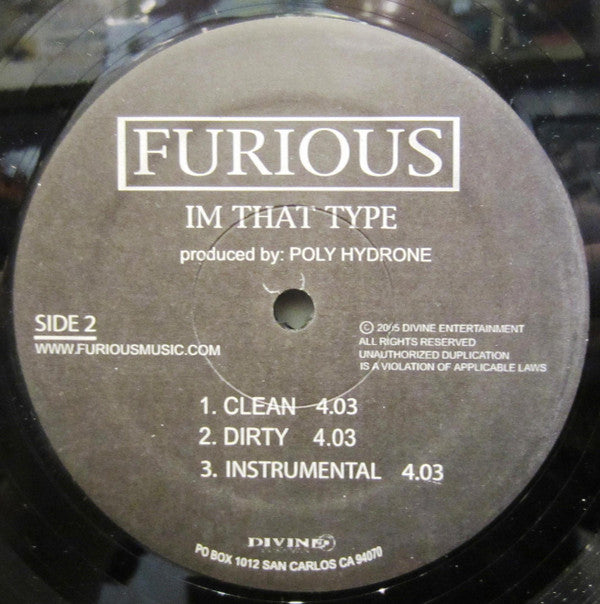 FURIOUS
IM THAT TYPE
produced by: POLY HYDRONE
SIDE 2
WWW.FURIOUSMUSIC.COM
© 2005 DIVINE ENTERTAINMENT
ALL RIGHTS RESERVED
UNAUTHORIZED DUPLICATION
IS A VIOLATION OF APPLICABLE LAWS
1. CLEAN 4.03
2. DIRTY 4.03
3. INSTRUMENTAL 4.03
DIVINE
PO BOX 1012 SAN CARLOS CA 94070